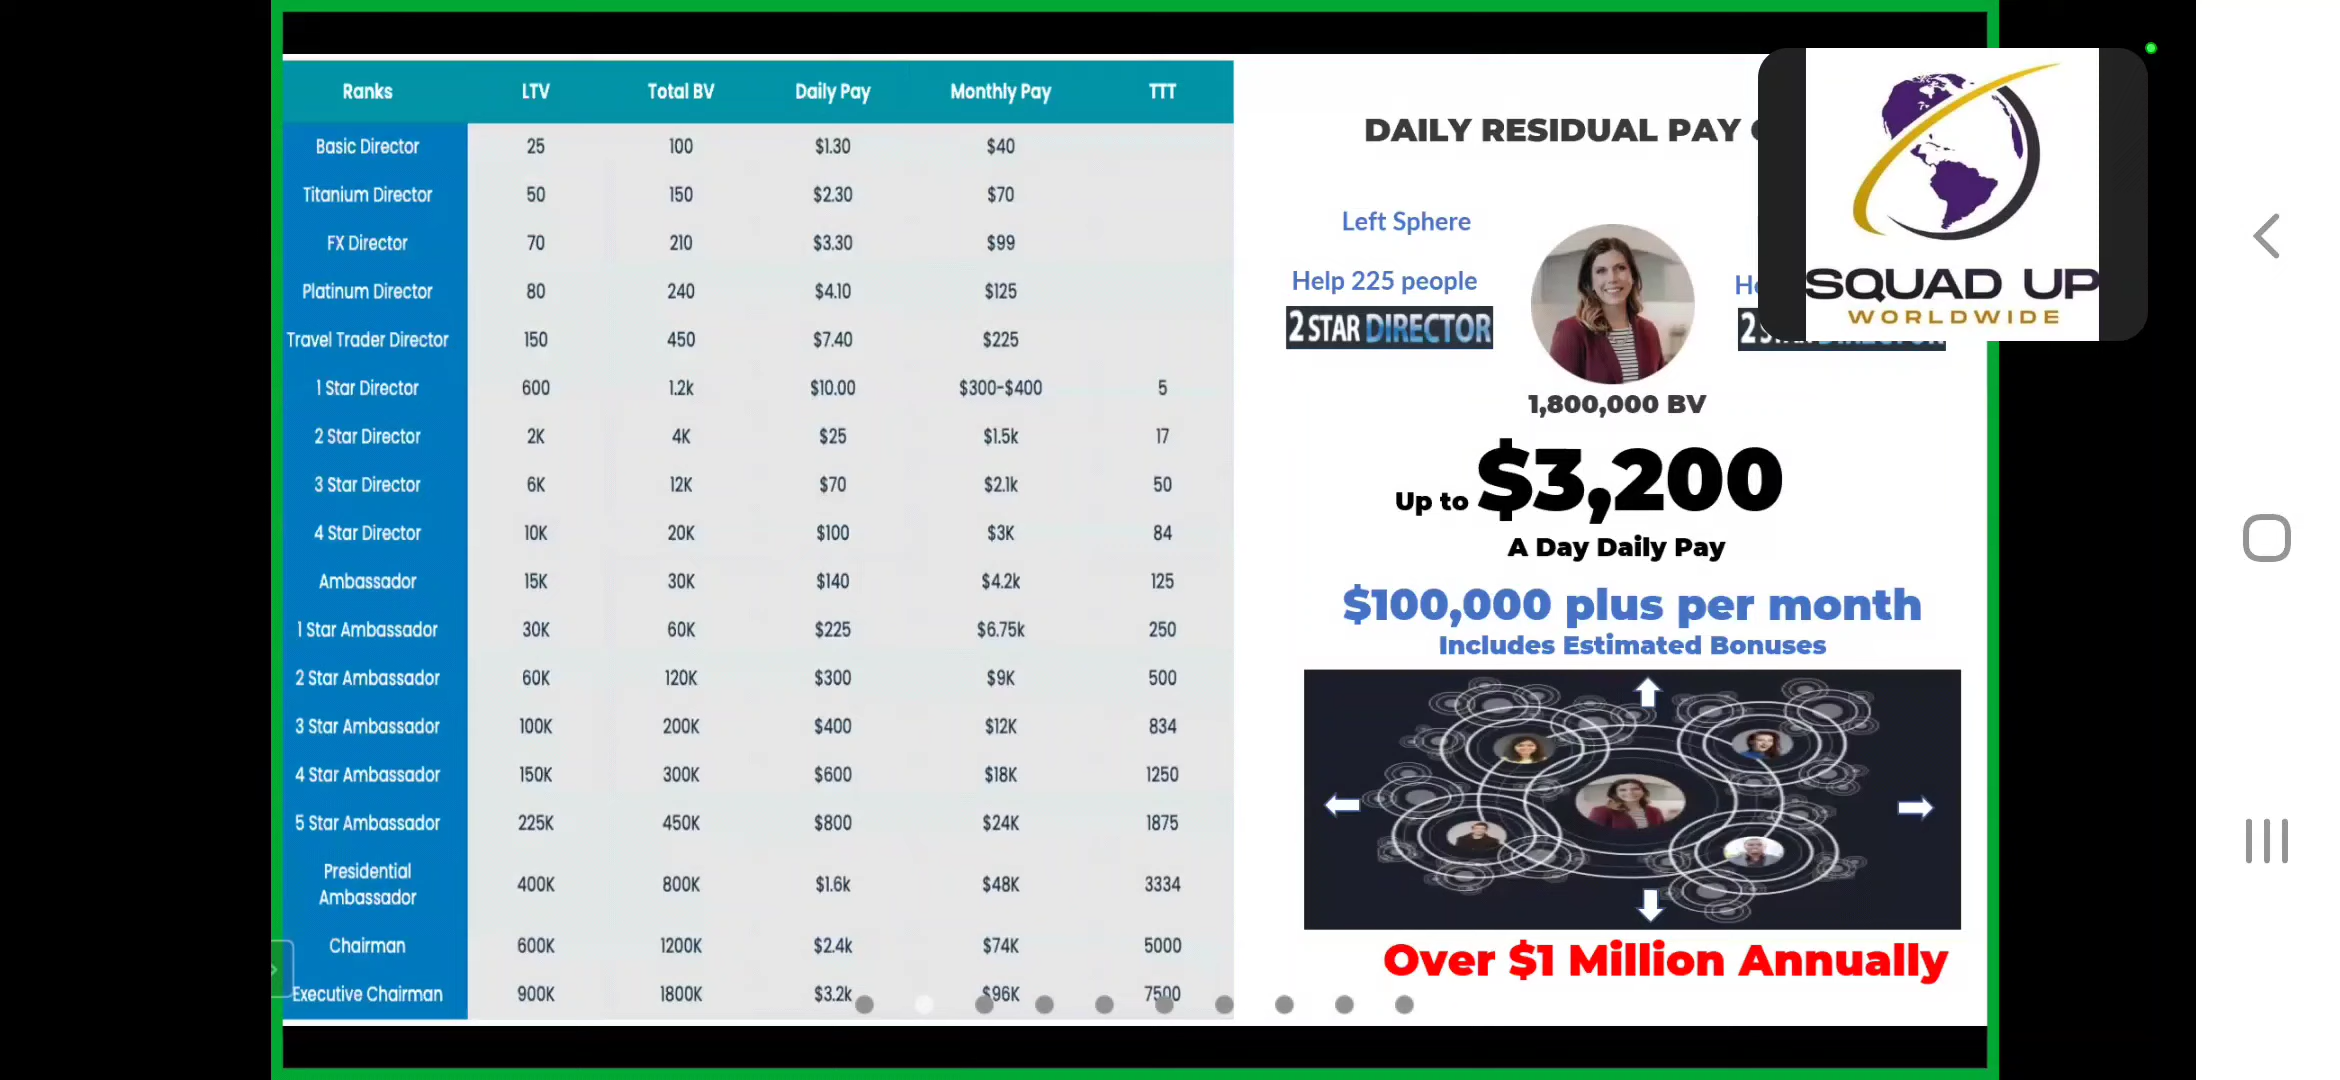 Ranks LTV Total BV Daily Pay Monthly Pay TTT
Basic Director 25 100 $1.30 $40
Titanium Director 50 150 $2.30 $70
FX Director 70 210 $3.30 $99
Platinum Director 80 240 $4.10 $125
Travel Trader Director 150 450 $7.40 $225
1 Star Director 600 1.2k $10.00 $300-$400 5
2 Star Director 2K 4K $25 $1.5k 17
3 Star Director 6K 12K $70 $2.1k 50
4 Star Director 10K 20K $100 $3K 84
Ambassador 15K 30K $140 $4.2k 125
1 Star Ambassador 30K 60K $225 $6.75k 250
2 Star Ambassador 60K 120K $300 $9K 500
3 Star Ambassador 100K 200K $400 $12K 834
4 Star Ambassador 150K 300K $600 $18K 1250
5 Star Ambassador 225K 450K $800 $24K 1875
Presidential
Ambassador 400K 800K $1.6k $48K 3334
Chairman 600K 1200K $2.4k $74K 5000
Executive Chairman 900K 1800K $3.2k $96K 7500
DAILY RESIDUAL PAY
Left Sphere
Help 225 people
2 STAR DIRECTOR
1,800,000 BV
Up to $3,200
A Day Daily Pay
$100,000 plus per month
Includes Estimated Bonuses
Over $1 Million Annually
SQUAD UP
WORLDWIDE